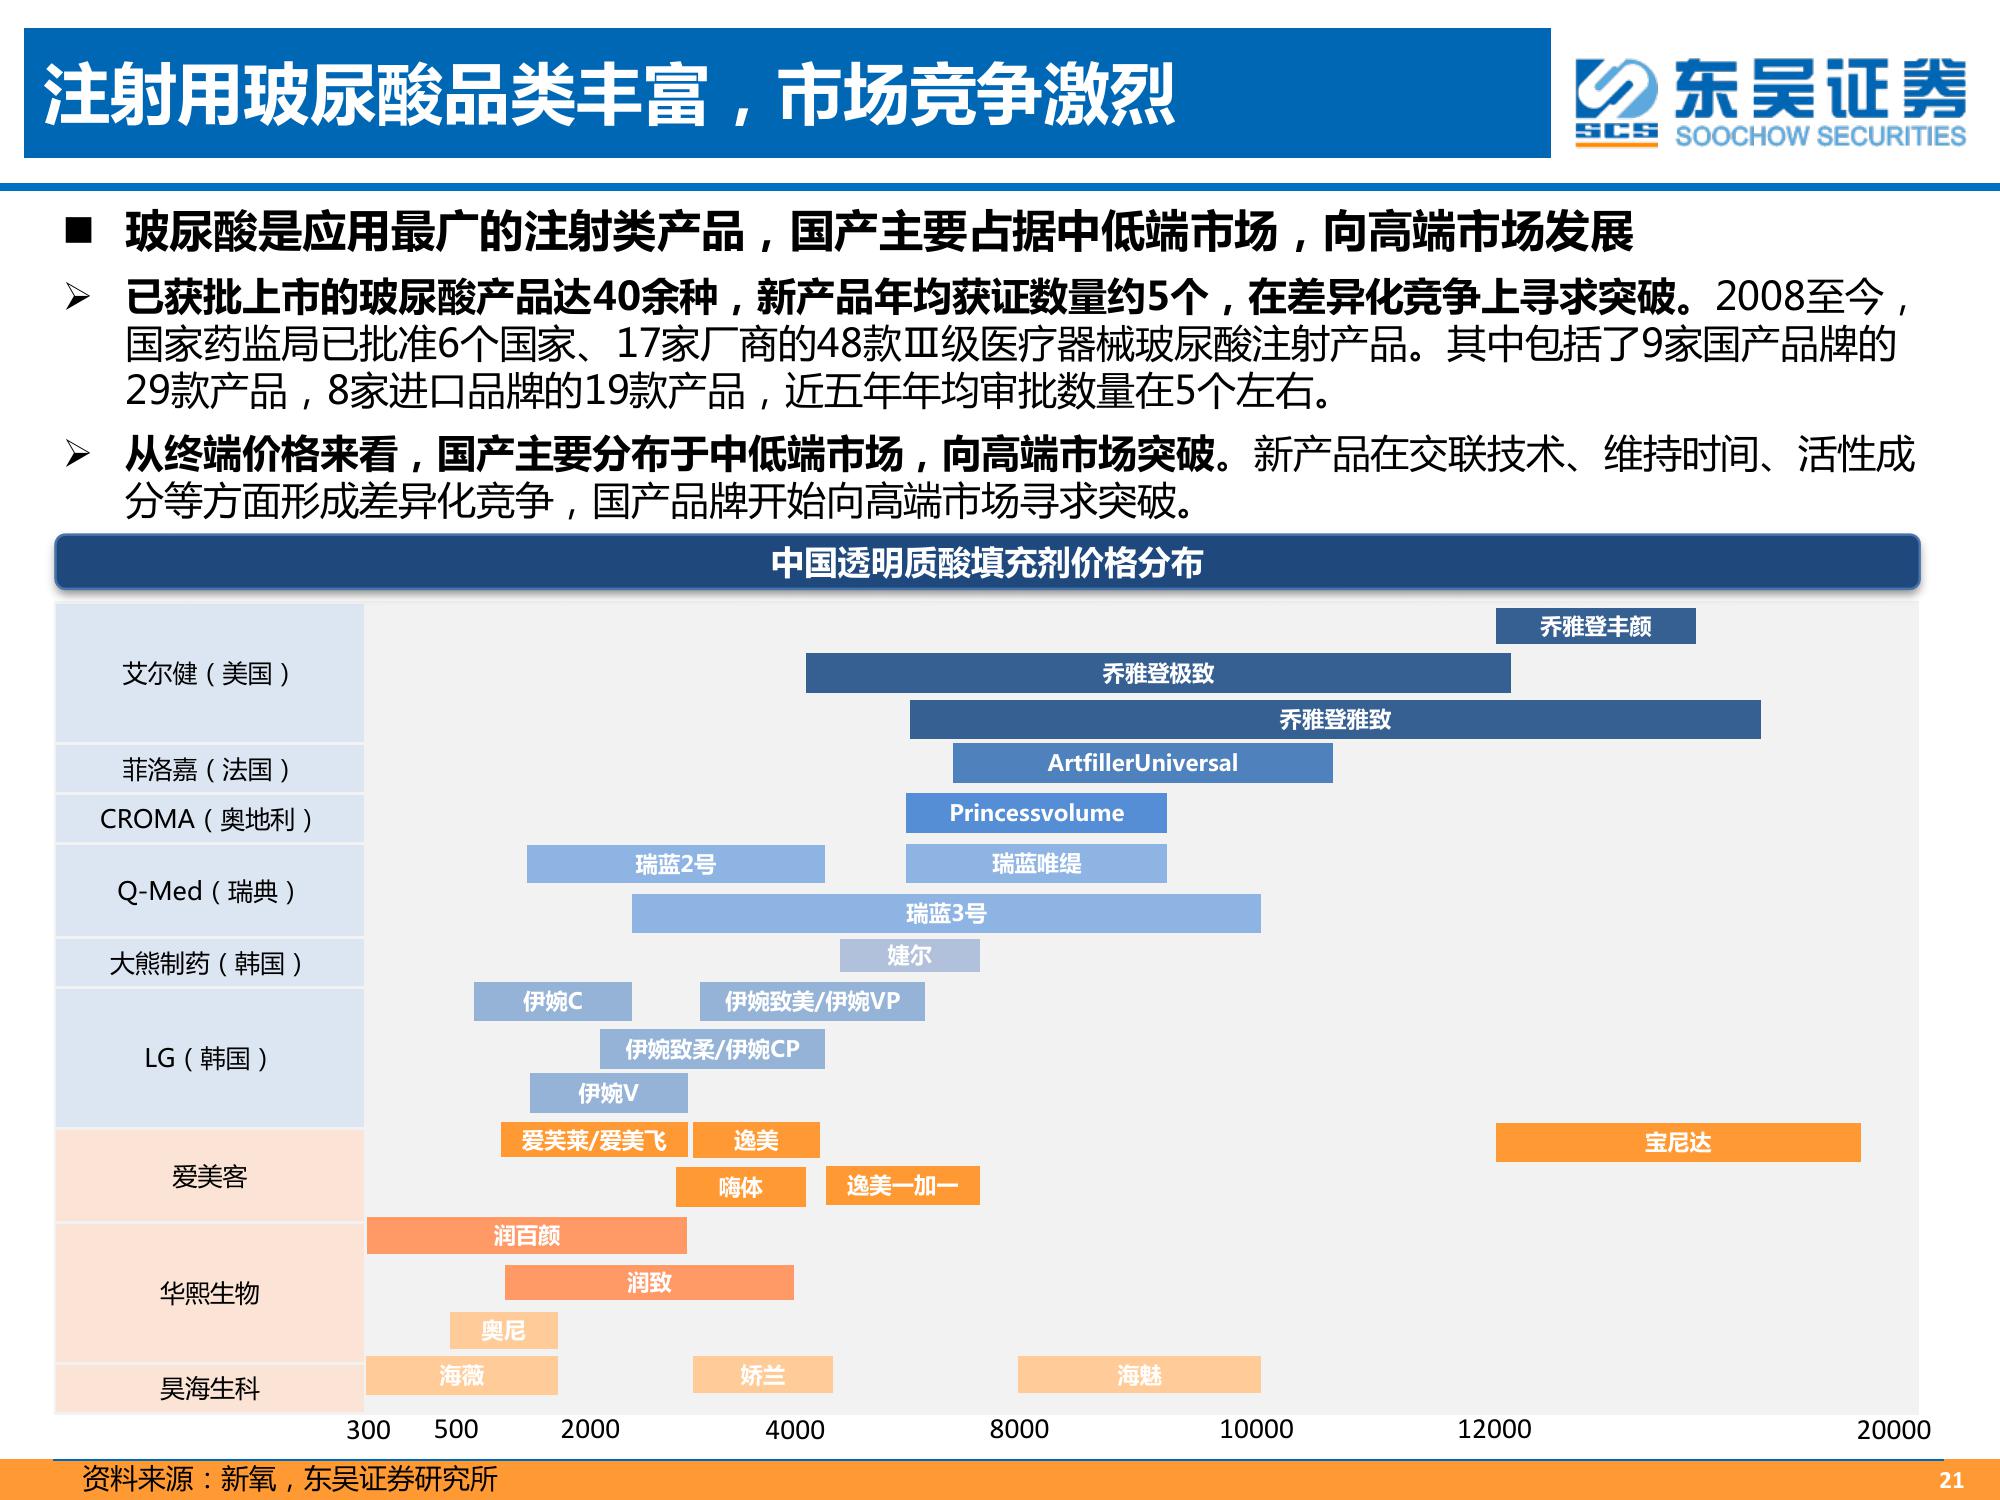 注射用玻尿酸品类丰富，市场竞争激烈
东吴证券
SCS
SOOCHOW SECURITIES
■ 玻尿酸是应用最广的注射类产品，国产主要占据中低端市场，向高端市场发展
➢ 已获批上市的玻尿酸产品达40余种，新产品年均获证数量约5个，在差异化竞争上寻求突破。2008至今，
国家药监局已批准6个国家、17家厂商的48款Ⅲ级医疗器械玻尿酸注射产品。其中包括了9家国产品牌的
29款产品，8家进口品牌的19款产品，近五年年均审批数量在5个左右。
➢ 从终端价格来看，国产主要分布于中低端市场，向高端市场突破。新产品在交联技术、维持时间、活性成
分等方面形成差异化竞争，国产品牌开始向高端市场寻求突破。
中国透明质酸填充剂价格分布
艾尔健（美国）
乔雅登丰颜
乔雅登极致
乔雅登雅致
菲洛嘉（法国）
ArtfillerUniversal
CROMA（奥地利）
Princessvolume
Q-Med（瑞典）
瑞蓝2号
瑞蓝唯缇
瑞蓝3号
大熊制药（韩国）
婕尔
LG（韩国）
伊婉C
伊婉致美/伊婉VP
伊婉致柔/伊婉CP
伊婉V
爱美客
爱芙莱/爱美飞
逸美
宝尼达
嗨体
逸美一加一
华熙生物
润百颜
润致
奥尼
昊海生科
海薇
娇兰
海魅
300 500 2000 4000 8000 10000 12000 20000
资料来源：新氧，东吴证券研究所
21